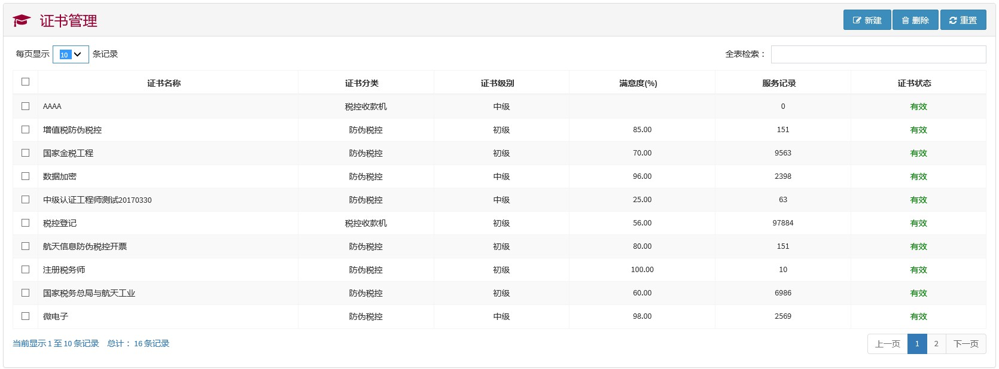 证书管理 新建 删除 重置
每页显示 10 条记录 全表检索：
证书名称 证书分类 证书级别 满意度(%) 服务记录 证书状态
AAAA 税控收款机 中级 0 有效
增值税防伪税控 防伪税控 初级 85.00 151 有效
国家金税工程 防伪税控 初级 70.00 9563 有效
数据加密 防伪税控 中级 96.00 2398 有效
中级认证工程师测试20170330 防伪税控 中级 25.00 63 有效
税控登记 税控收款机 初级 56.00 97884 有效
航天信息防伪税控开票 防伪税控 初级 80.00 151 有效
注册税务师 防伪税控 初级 100.00 10 有效
国家税务总局与航天工业 防伪税控 初级 60.00 6986 有效
微电子 防伪税控 中级 98.00 2569 有效
当前显示 1 至 10 条记录 总计： 16 条记录 上一页 1 2 下一页